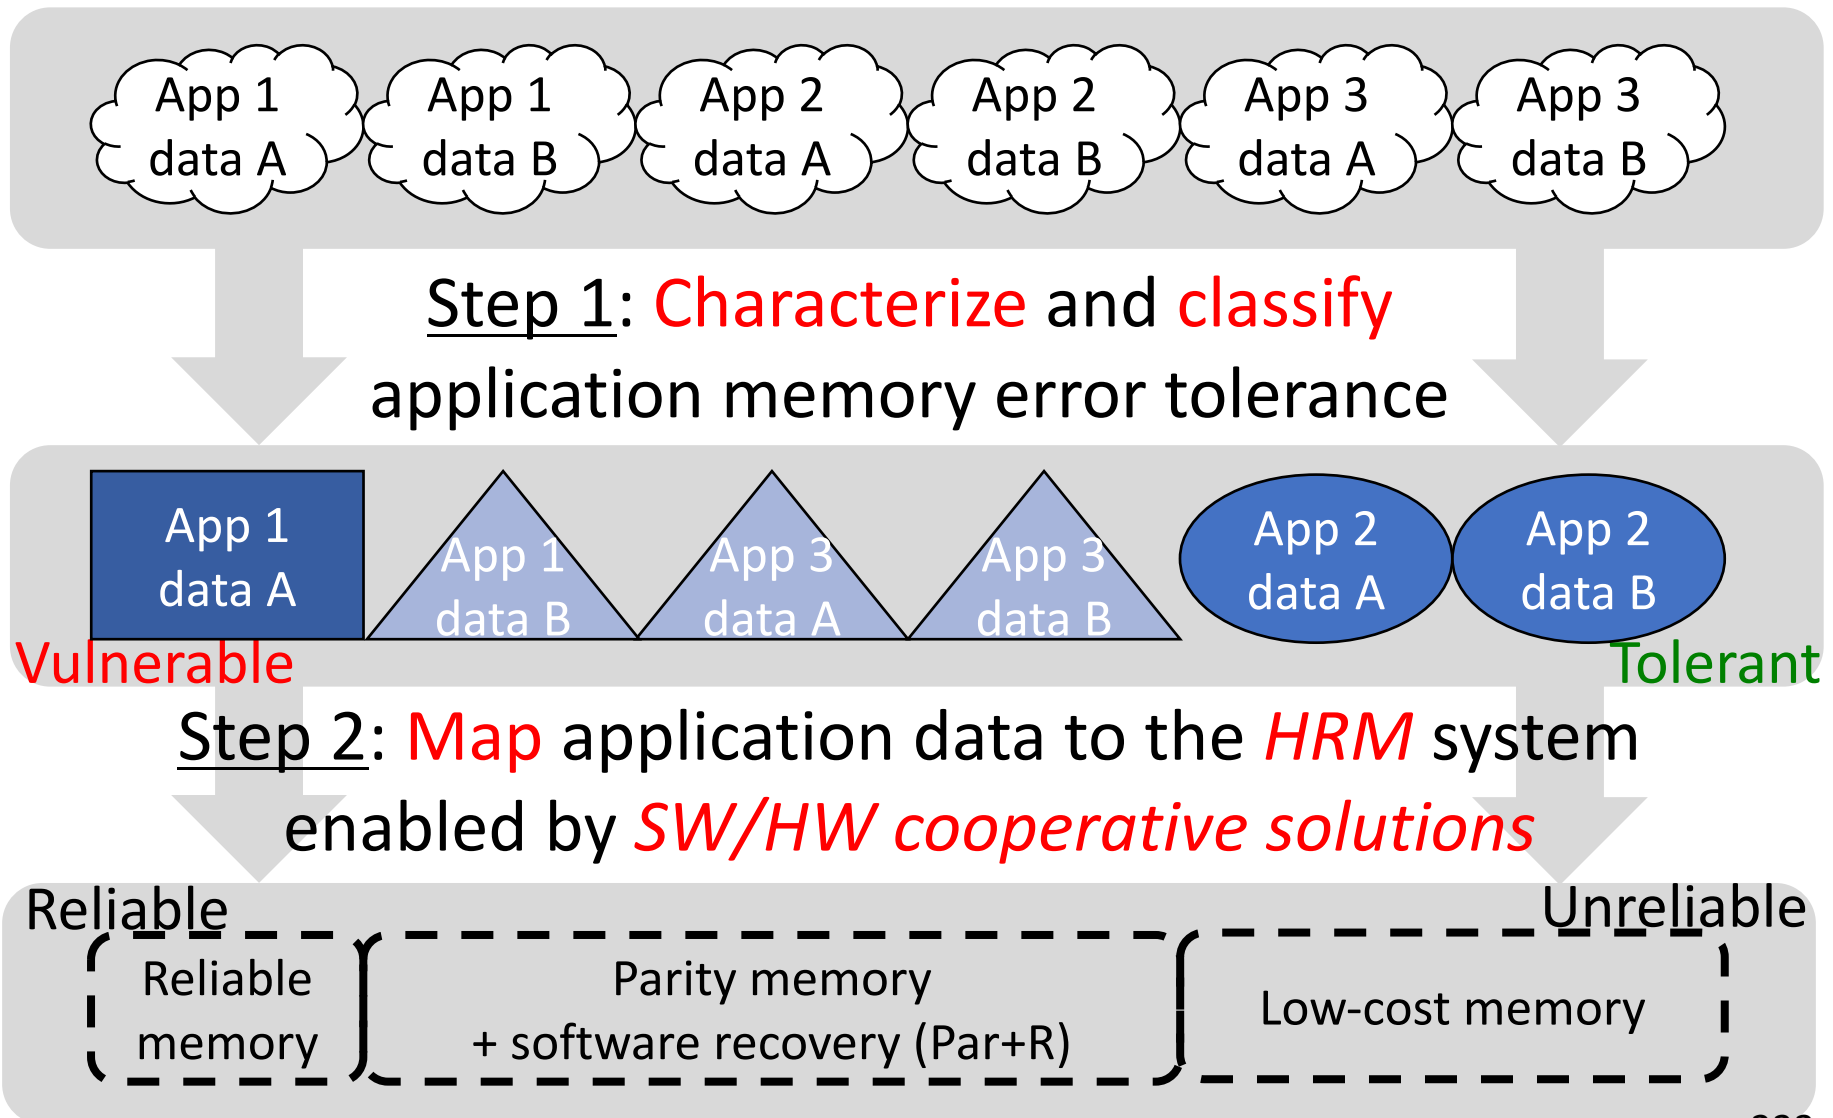 App 1
data A
App 1
data B
App 2
data A
App 2
data B
App 3
data A
App 3
data B
Step 1: Characterize and classify
application memory error tolerance
App 1
data A
App 1
data B
App 3
data A
App 3
data B
App 2
data A
App 2
data B
Vulnerable
Tolerant
Step 2: Map application data to the HRM system
enabled by SW/HW cooperative solutions
Reliable
Unreliable
Reliable
memory
Parity memory
+ software recovery (Par+R)
Low-cost memory